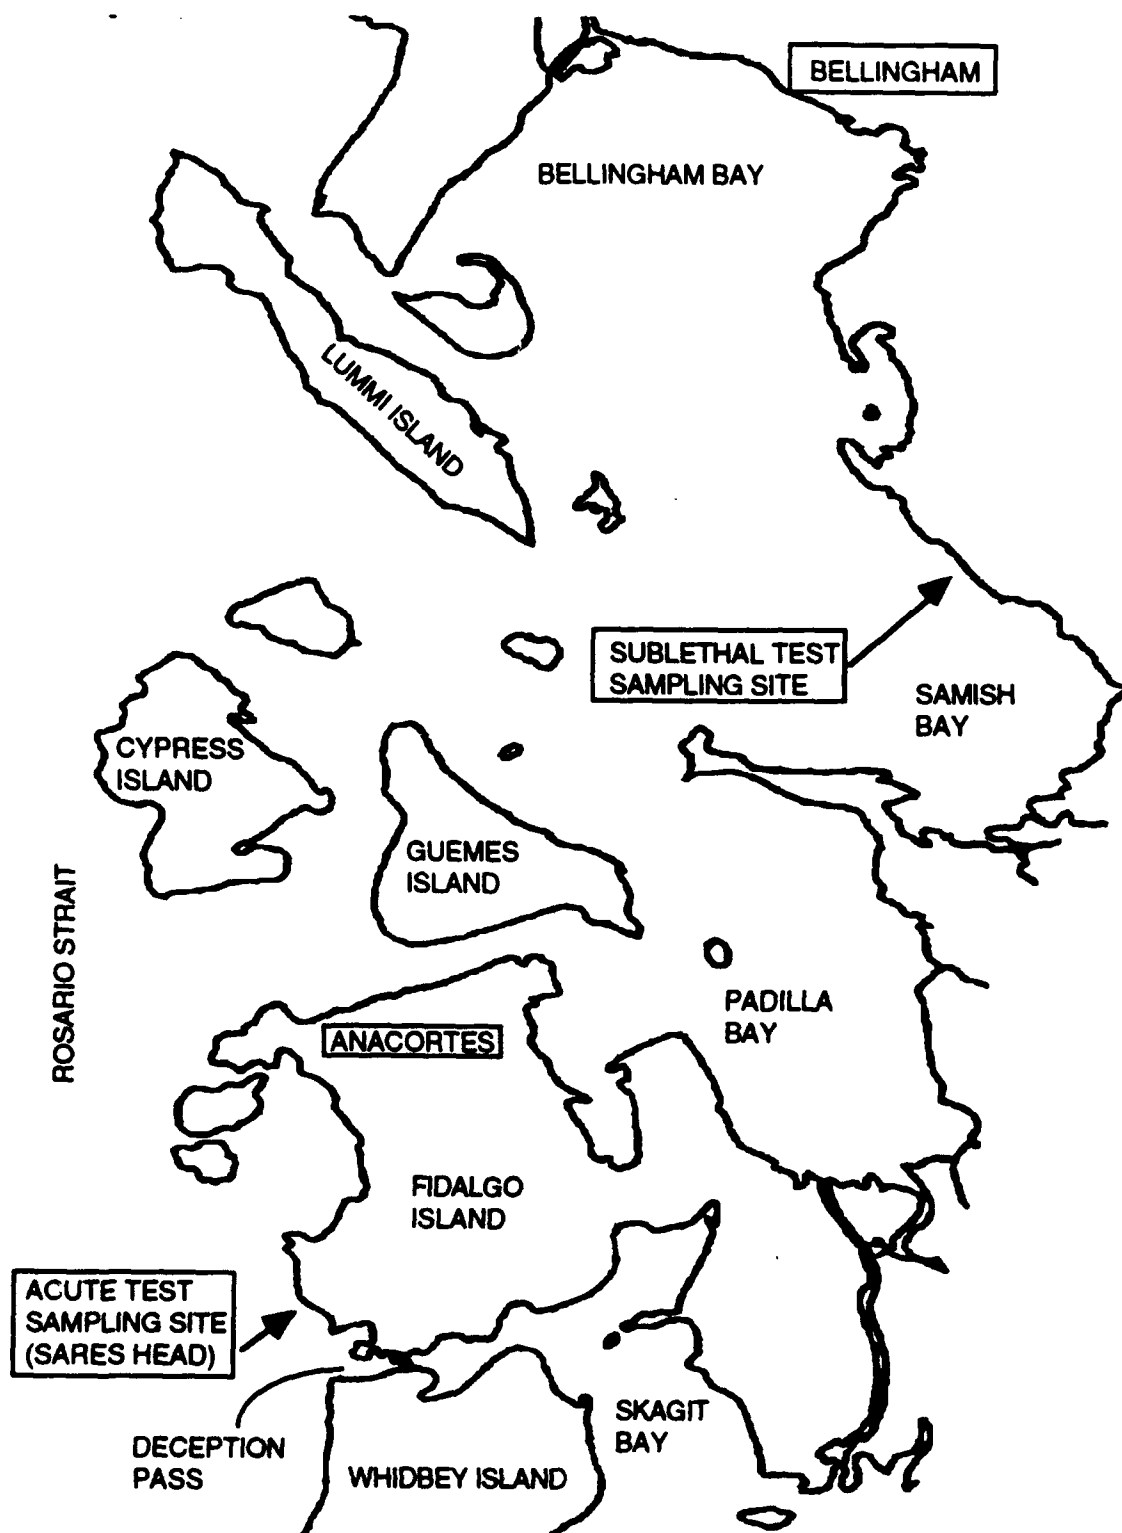 BELLINGHAM
BELLINGHAM BAY
LUMMI ISLAND
SUBLETHAL TEST
SAMPLING SITE
SAMISH
BAY
CYPRESS
ISLAND
GUEMES
ISLAND
ROSARIO STRAIT
PADILLA
BAY
ANACORTES
FIDALGO
ISLAND
ACUTE TEST
SAMPLING SITE
(SARES HEAD)
SKAGIT
BAY
DECEPTION
PASS
WHIDBEY ISLAND